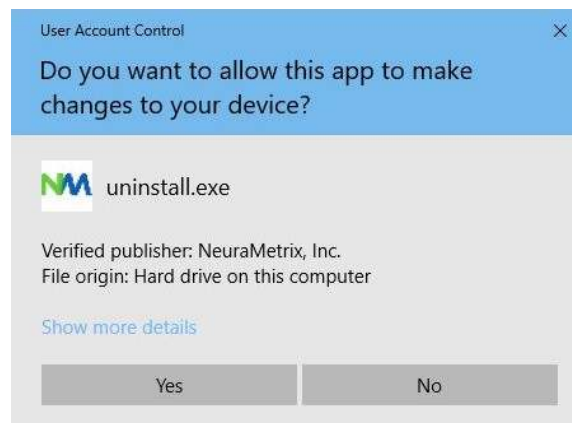 User Account Control
Do you want to allow this app to make
changes to your device?
NM
uninstall.exe
Verified publisher: NeuraMetrix, Inc.
File origin: Hard drive on this computer
Show more details
Yes
No